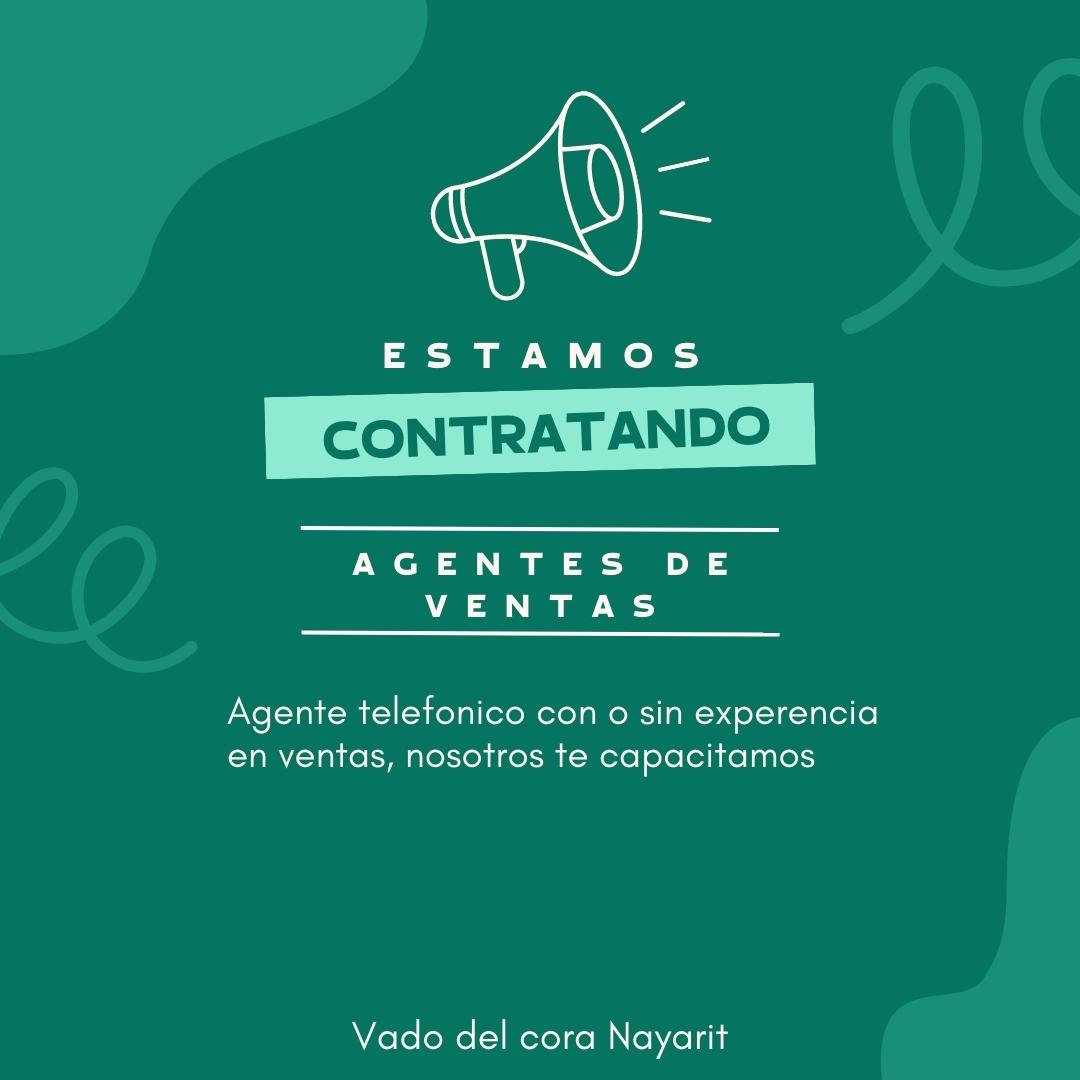 ESTAMOS
CONTRATANDO
AGENTES DE
VENTAS
Agente telefonico con o sin experencia
en ventas, nosotros te capacitamos
Vado del cora Nayarit